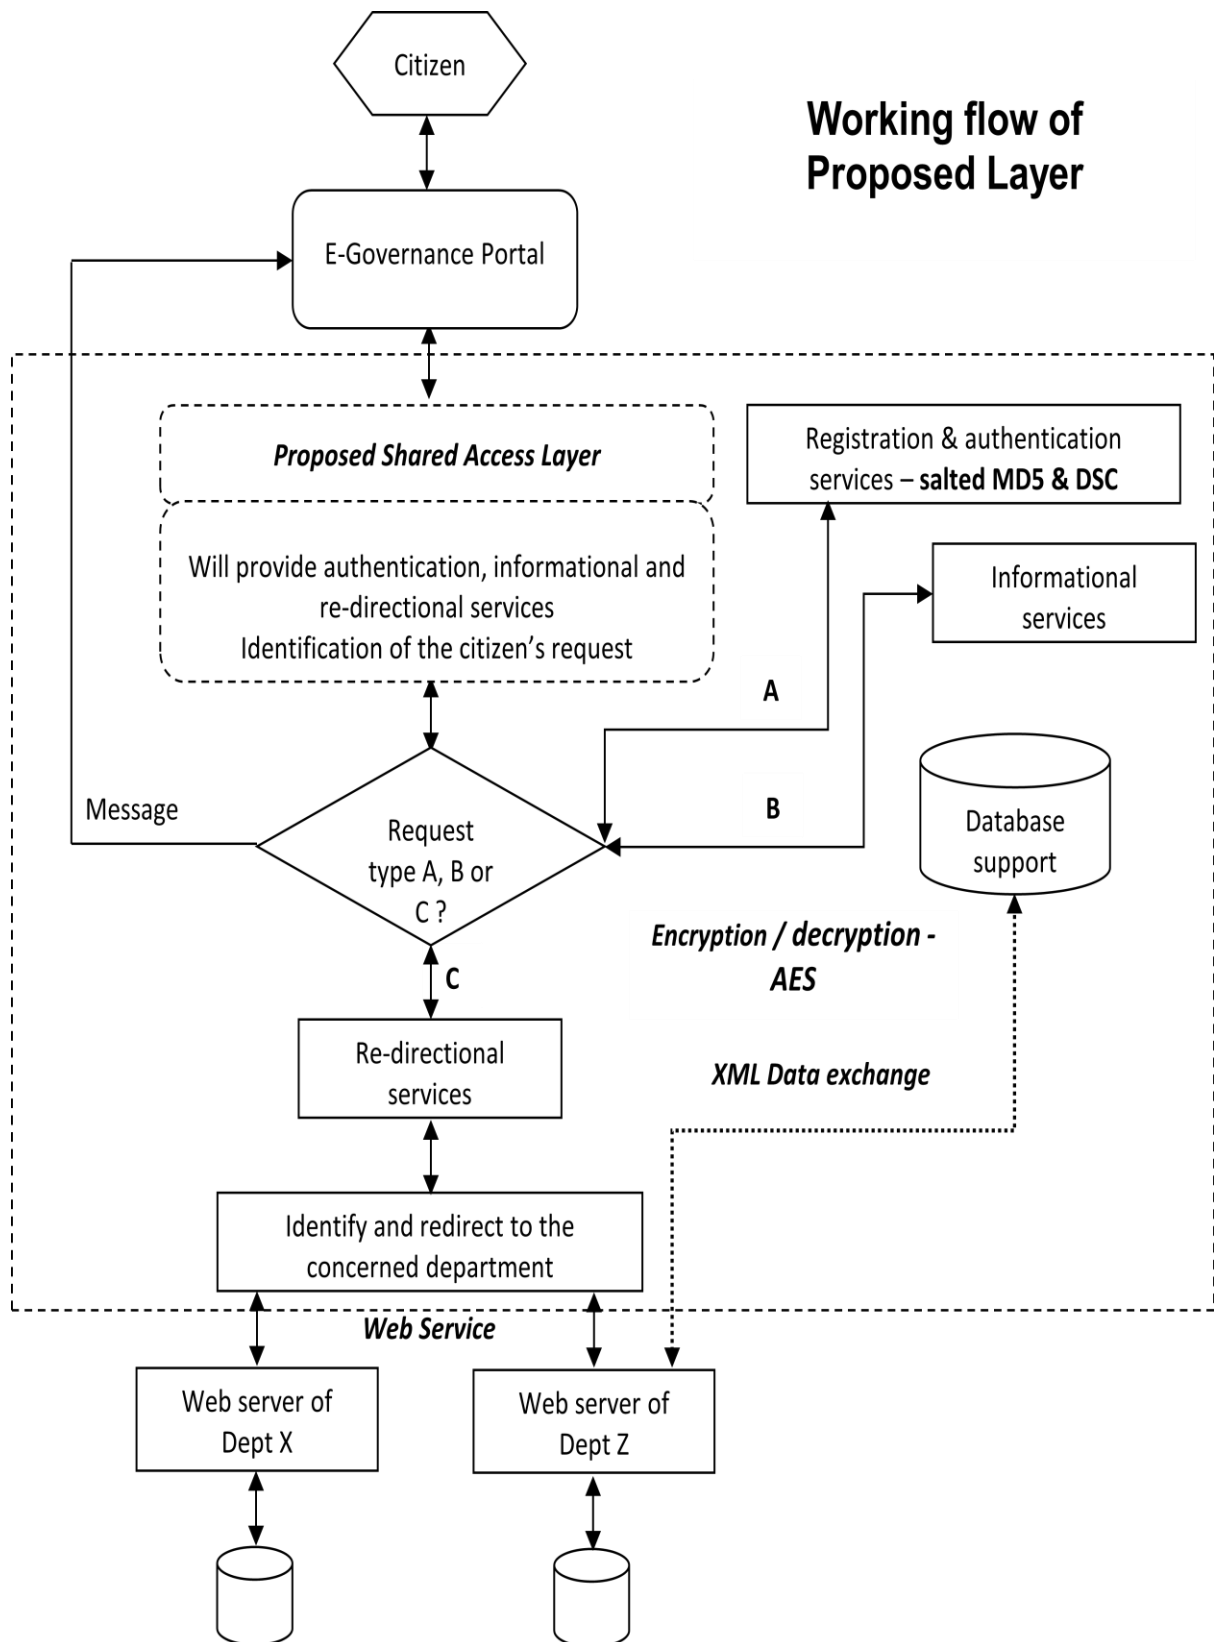 Citizen
Working flow of
Proposed Layer
E-Governance Portal
Proposed Shared Access Layer
Registration & authentication
services – salted MD5 & DSC
Will provide authentication, informational and
re-directional services
Identification of the citizen’s request
Informational
services
A
B
Message
Request
type A, B or
C ?
Database
support
Encryption / decryption -
AES
C
Re-directional
services
XML Data exchange
Identify and redirect to the
concerned department
Web Service
Web server of
Dept X
Web server of
Dept Z